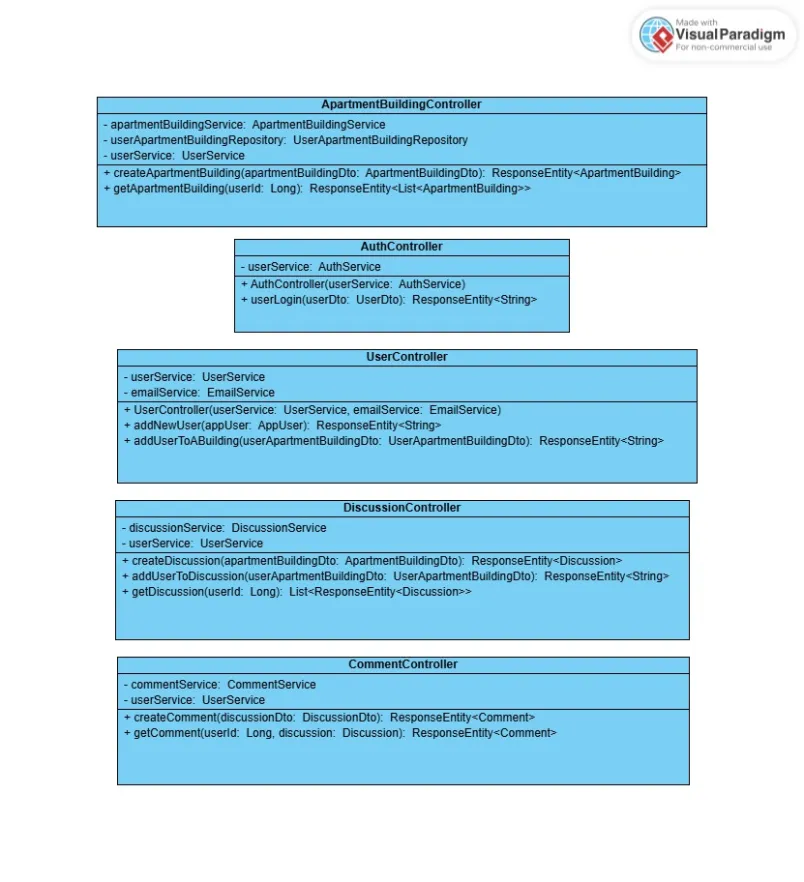 Made with
VisualParadigm
For non-commercial use
ApartmentBuildingController
- apartmentBuildingService: ApartmentBuildingService
- userApartmentBuildingRepository: UserApartmentBuildingRepository
- userService: UserService
+ createApartmentBuilding(apartmentBuildingDto: ApartmentBuildingDto): ResponseEntity<ApartmentBuilding>
+ getApartmentBuilding(userId: Long): ResponseEntity<List<ApartmentBuilding>>
AuthController
- userService: AuthService
+ AuthController(userService: AuthService)
+ userLogin(userDto: UserDto): ResponseEntity<String>
UserController
- userService: UserService
- emailService: EmailService
+ UserController(userService: UserService, emailService: EmailService)
+ addNewUser(appUser: AppUser): ResponseEntity<String>
+ addUserToABuilding(userApartmentBuildingDto: UserApartmentBuildingDto): ResponseEntity<String>
DiscussionController
- discussionService: DiscussionService
- userService: UserService
+ createDiscussion(apartmentBuildingDto: ApartmentBuildingDto): ResponseEntity<Discussion>
+ addUserToDiscussion(userApartmentBuildingDto: UserApartmentBuildingDto): ResponseEntity<String>
+ getDiscussion(userId: Long): List<ResponseEntity<Discussion>>
CommentController
- commentService: CommentService
- userService: UserService
+ createComment(discussionDto: DiscussionDto): ResponseEntity<Comment>
+ getComment(userId: Long, discussion: Discussion): ResponseEntity<Comment>